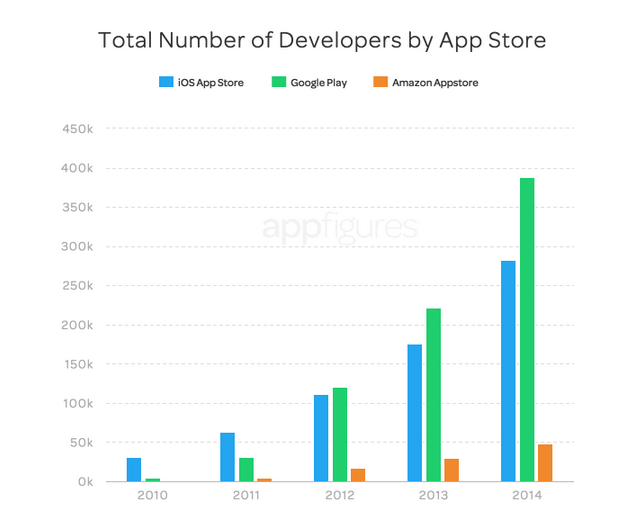 Total Number of Developers by App Store
iOS App Store Google Play Amazon Appstore
450k
400k
350k
appfigures
300k
250k
200k
150k
100k
50k
0k
2010 2011 2012 2013 2014